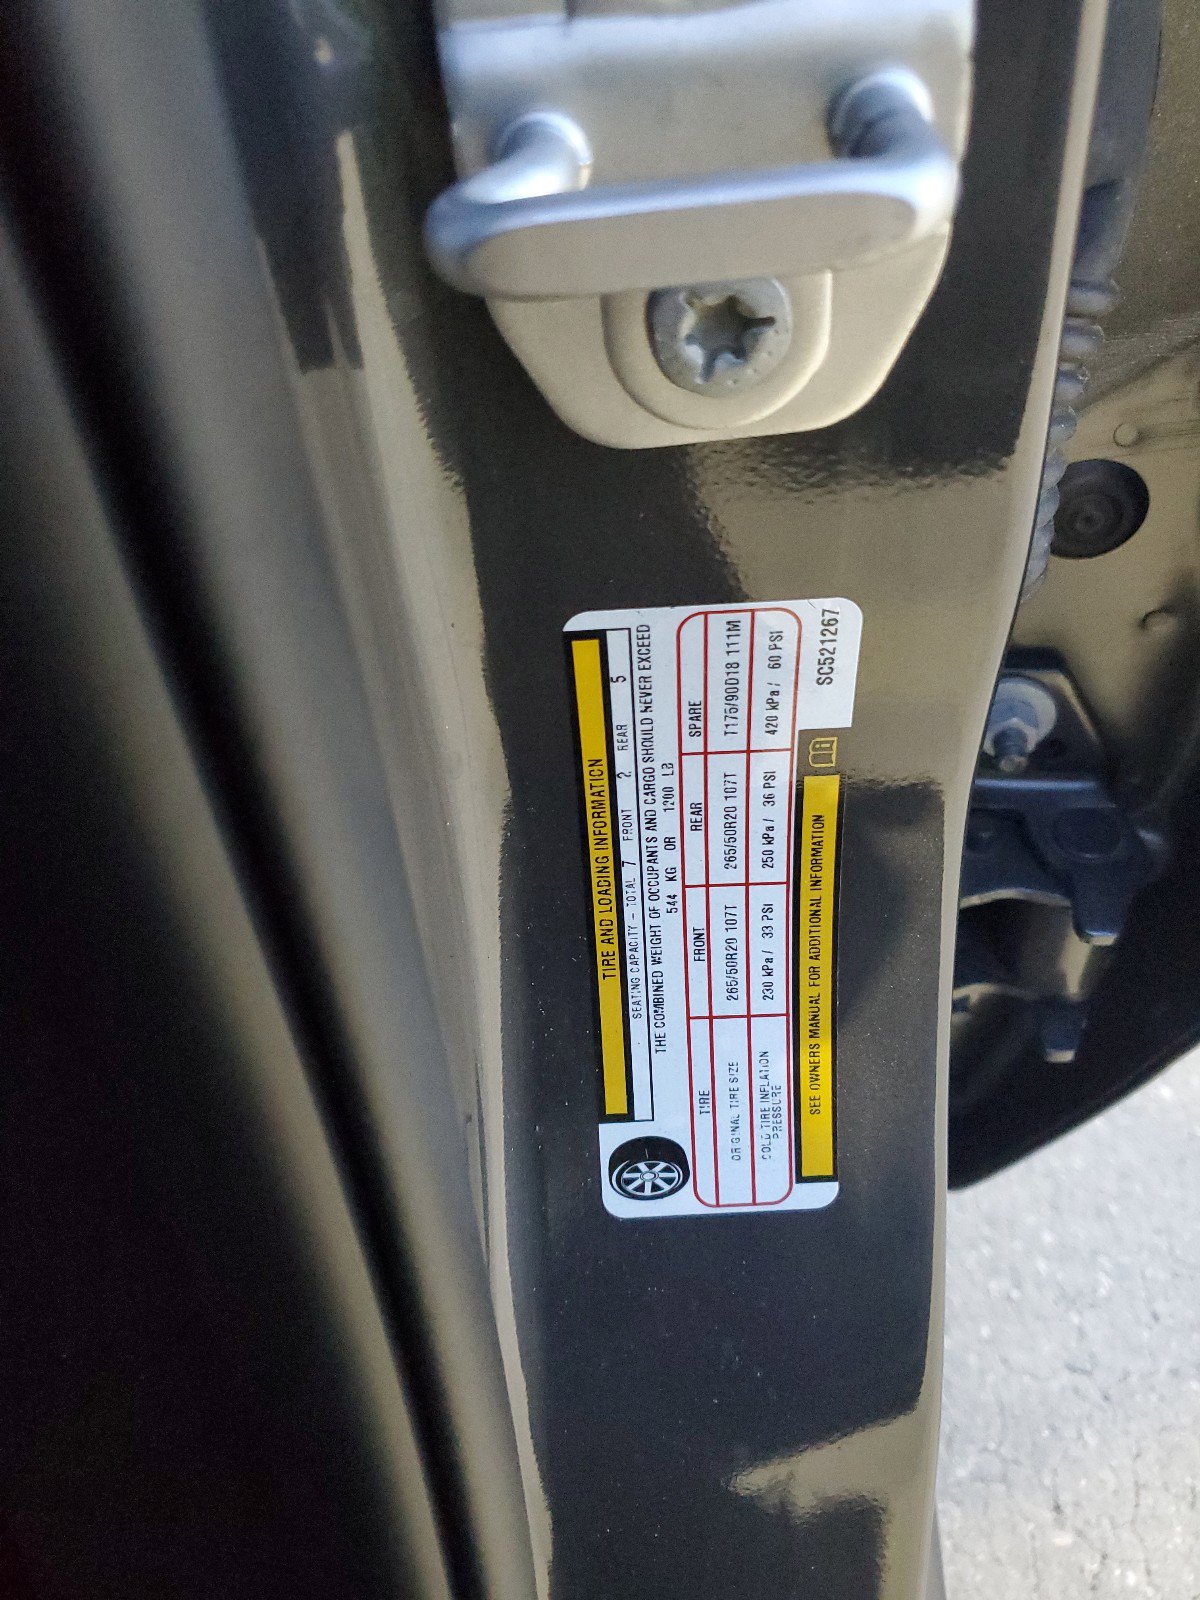 TIRE AND LOADING INFORMATION
SEATING CAPACITY - TOTAL 7 FRONT 2 REAR 5
THE COMBINED WEIGHT OF OCCUPANTS AND CARGO SHOULD NEVER EXCEED
544 KG OR 1200 LB
TIRE FRONT REAR SPARE
ORIGINAL TIRE SIZE 265/50R20 107T 265/50R20 107T T175/90D18 111M
COLD TIRE INFLATION PRESSURE 230 kPa / 33 PSI 250 kPa / 36 PSI 420 kPa / 60 PSI
SEE OWNERS MANUAL FOR ADDITIONAL INFORMATION
SC521267